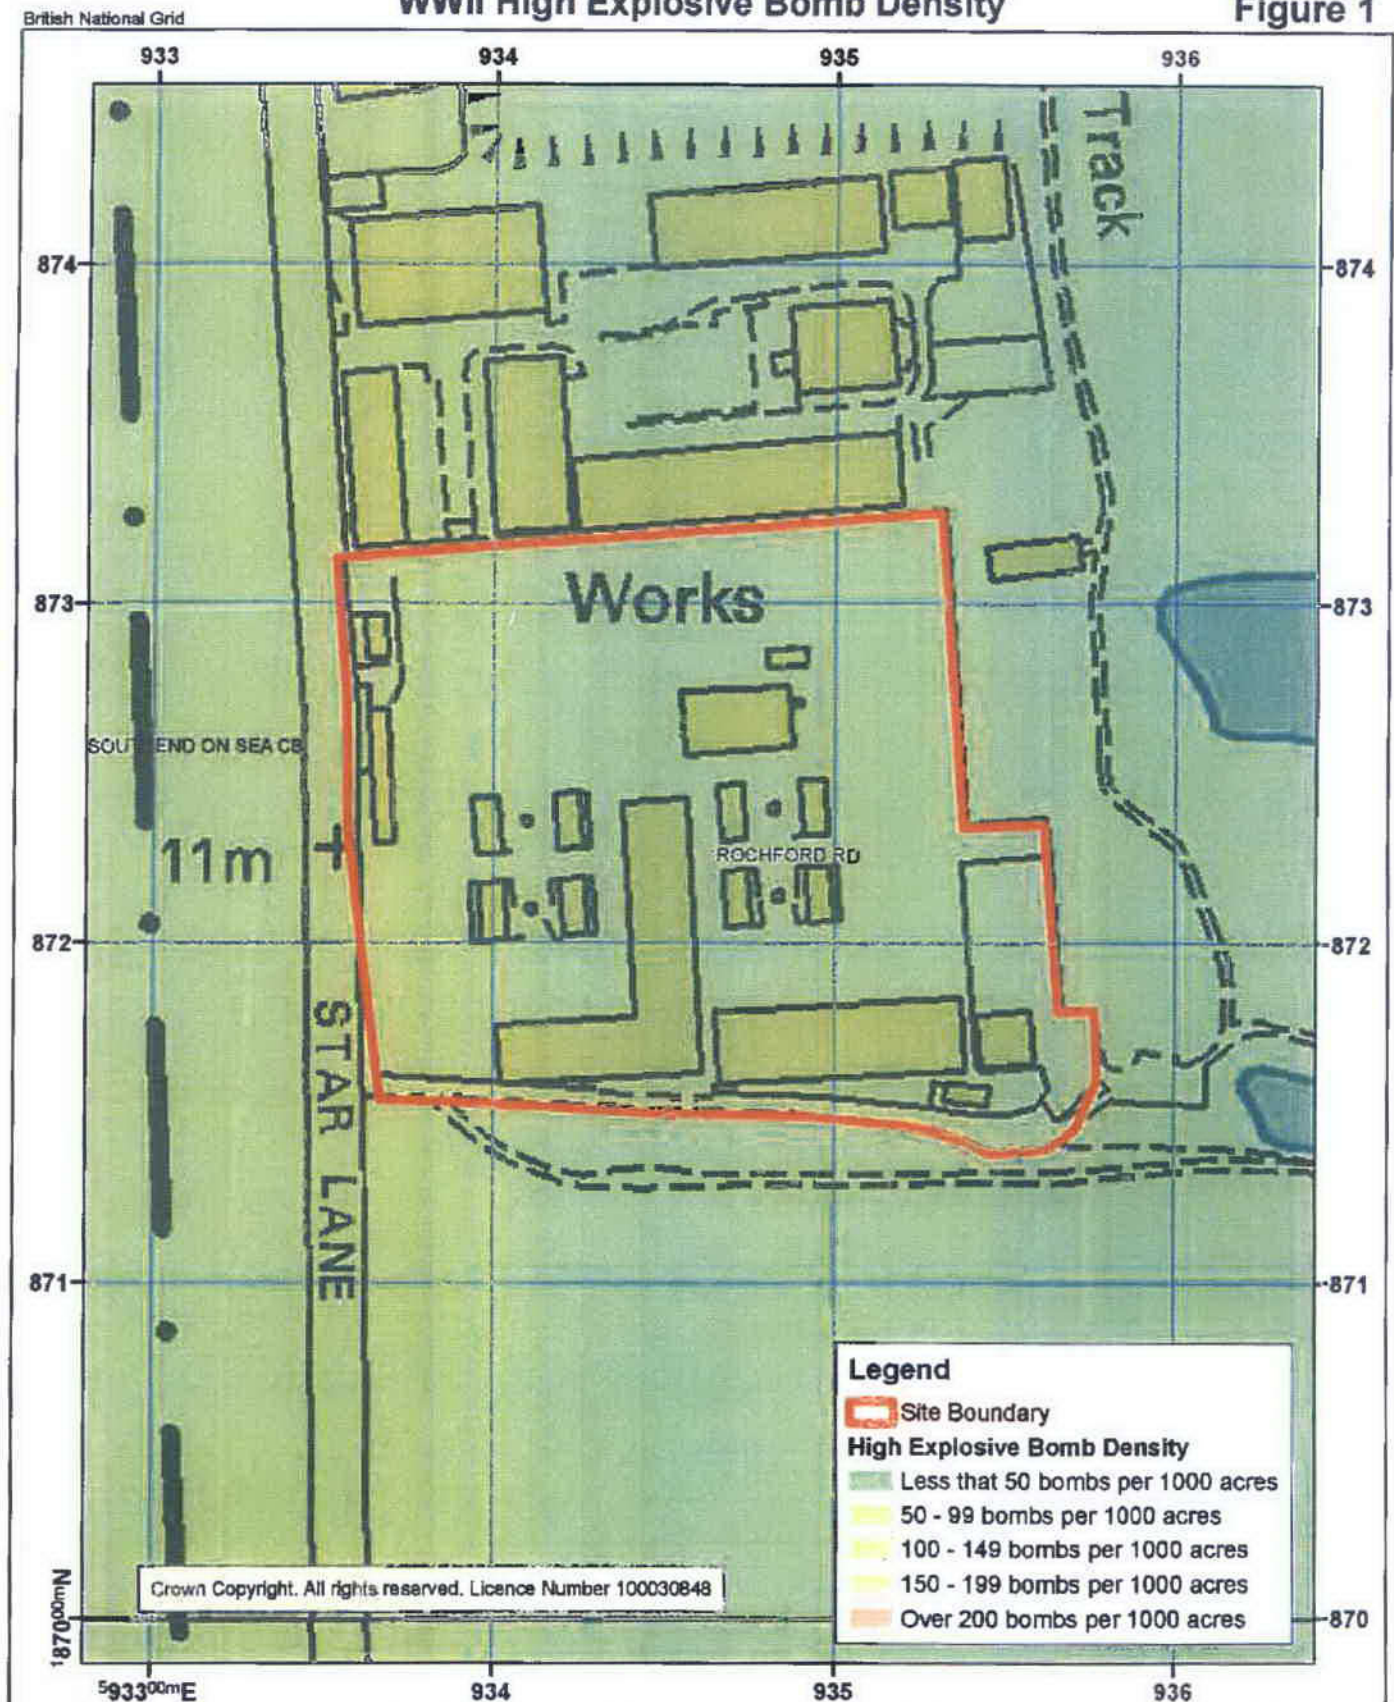 WWII High Explosive Bomb Density
Figure 1
British National Grid
933 934 935 936
Track
874 874
873 873
Works
SOUTHEND ON SEA CB
11m
ROCHFORD RD
872 872
STAR LANE
871 871
Legend
Site Boundary
High Explosive Bomb Density
Less that 50 bombs per 1000 acres
50 - 99 bombs per 1000 acres
100 - 149 bombs per 1000 acres
150 - 199 bombs per 1000 acres
Over 200 bombs per 1000 acres
Crown Copyright. All rights reserved. Licence Number 100030848
187000mN 870
593300mE 934 935 936